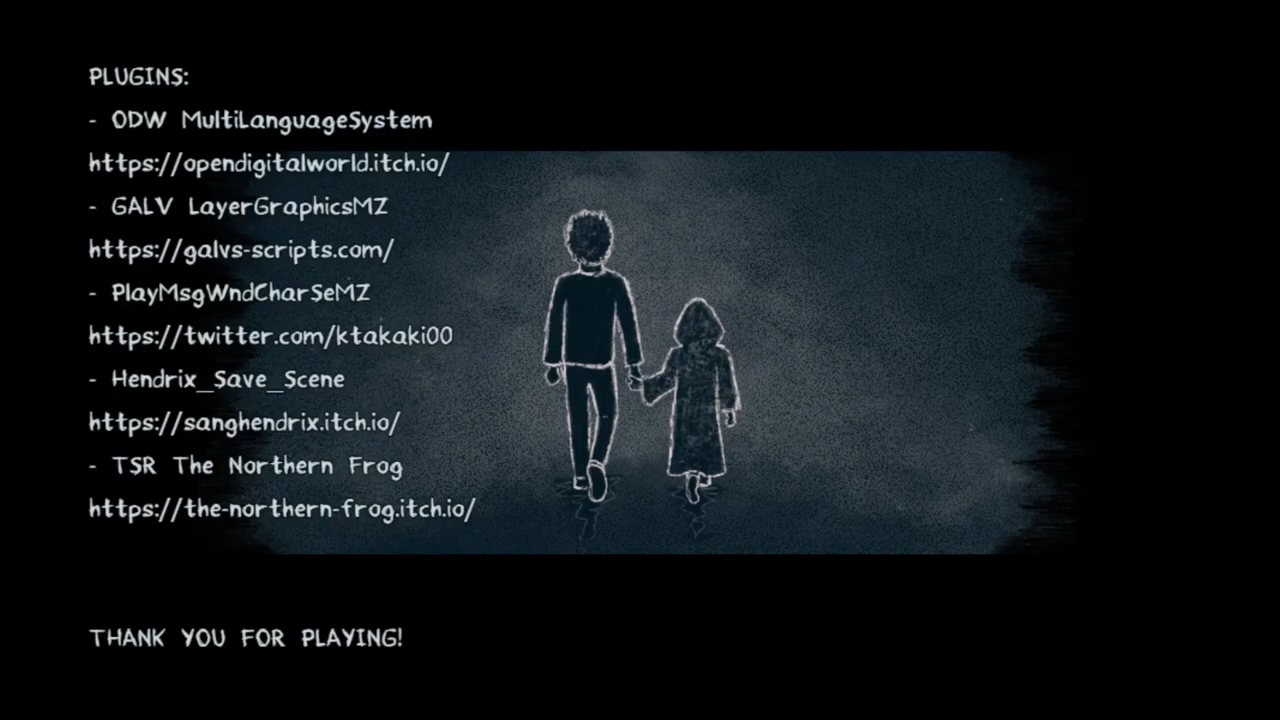 PLUGINS:
- ODW MultiLanguageSystem
https://opendigitalworld.itch.io/
- GALV LayerGraphicsMZ
https://galvs-scripts.com/
- PlayMsgWndCharSeMZ
https://twitter.com/ktakaki00
- Hendrix_Save_Scene
https://sanghendrix.itch.io/
- TSR The Northern Frog
https://the-northern-frog.itch.io/
THANK YOU FOR PLAYING!